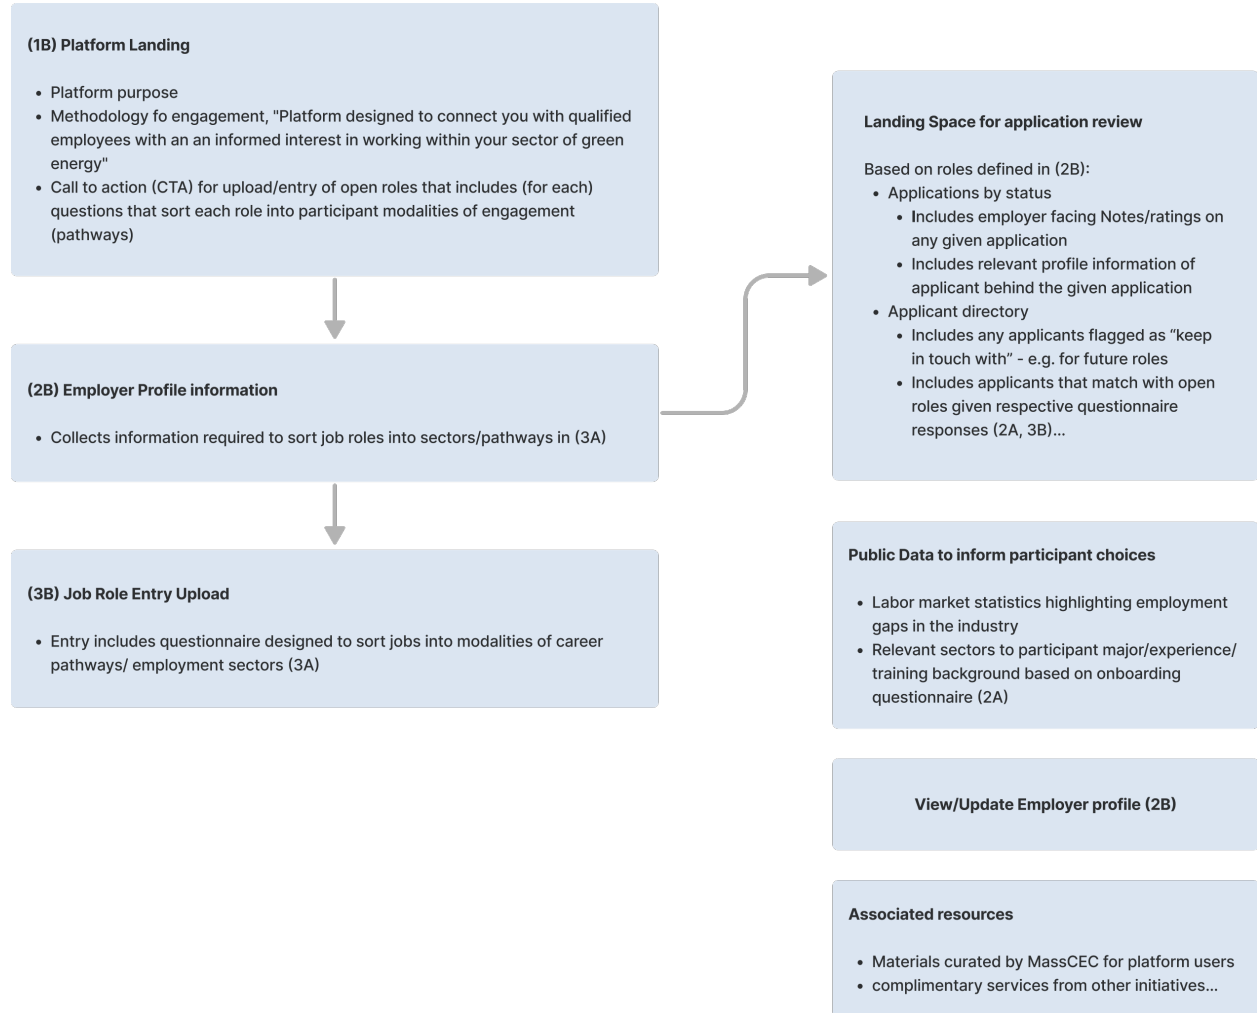 (1B) Platform Landing
• Platform purpose
• Methodology fo engagement, "Platform designed to connect you with qualified
employees with an an informed interest in working within your sector of green
energy"
• Call to action (CTA) for upload/entry of open roles that includes (for each)
questions that sort each role into participant modalities of engagement
(pathways)
(2B) Employer Profile information
• Collects information required to sort job roles into sectors/pathways in (3A)
(3B) Job Role Entry Upload
• Entry includes questionnaire designed to sort jobs into modalities of career
pathways/ employment sectors (3A)
Landing Space for application review
Based on roles defined in (2B):
• Applications by status
• Includes employer facing Notes/ratings on
any given application
• Includes relevant profile information of
applicant behind the given application
• Applicant directory
• Includes any applicants flagged as “keep
in touch with” - e.g. for future roles
• Includes applicants that match with open
roles given respective questionnaire
responses (2A, 3B)...
Public Data to inform participant choices
• Labor market statistics highlighting employment
gaps in the industry
• Relevant sectors to participant major/experience/
training background based on onboarding
questionnaire (2A)
View/Update Employer profile (2B)
Associated resources
• Materials curated by MassCEC for platform users
• complimentary services from other initiatives...